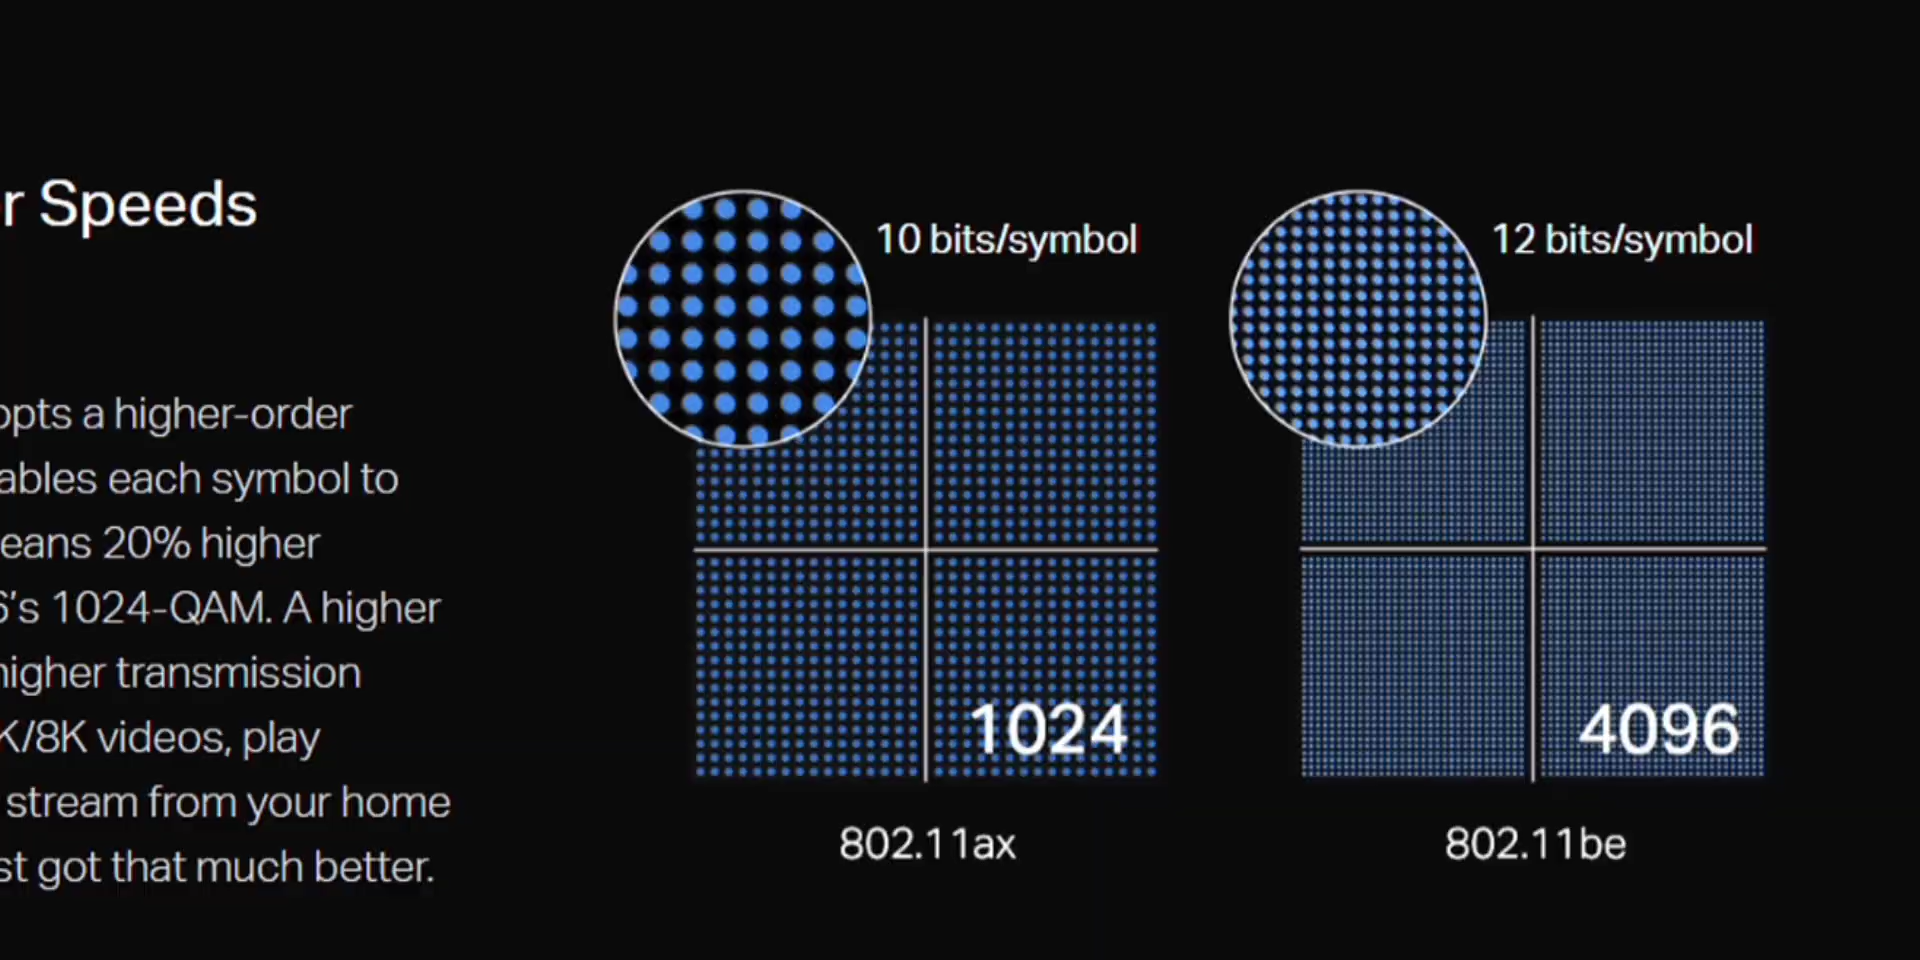 r Speeds
opts a higher-order
ables each symbol to
eans 20% higher
6's 1024-QAM. A higher
higher transmission
K/8K videos, play
stream from your home
st got that much better.
10 bits/symbol
1024
802.11ax
12 bits/symbol
4096
802.11be